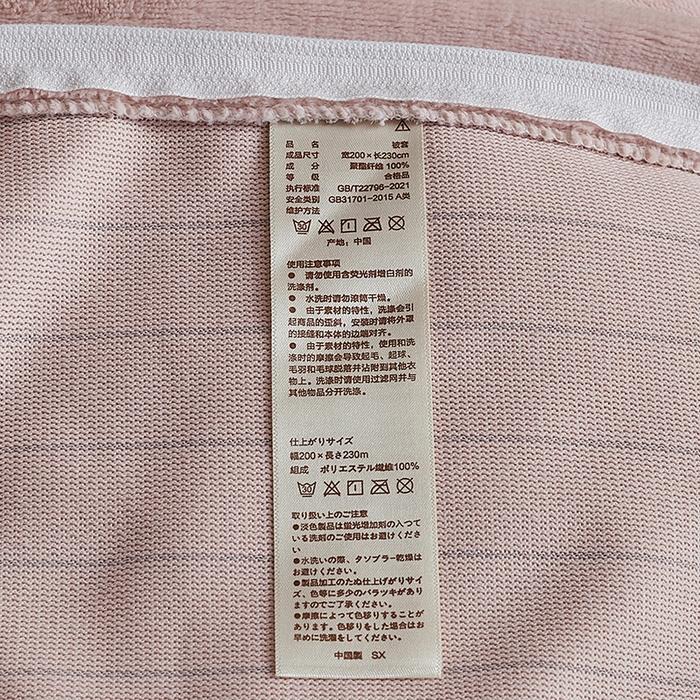 品 名 被套
成品尺寸 宽200×长230cm
成 分 聚酯纤维 100%
等 级 合格品
执行标准 GB/T22796-2021
安全类别 GB31701-2015 A类
维护方法
30
产地：中国
使用注意事项
● 请勿使用含荧光剂增白剂的
洗涤剂。
● 水洗时请勿滚筒干燥。
● 由于素材的特性，洗涤会引
起商品的歪斜，安装时请将外罩
的接缝和本体的边端对齐。
● 由于素材的特性，使用和洗
涤时的摩擦会导致起毛、起球、
毛羽和毛球脱落并沾附到其他衣
物上。洗涤时请使用过滤网并与
其他物品分开洗涤。
仕上がりサイズ
幅200×長さ230m
组成 ポリエステル繊維100%
30
取り扱い上のご注意
●淡色製品は蛍光増加剤の入つて
いる洗剤のご使用はお避けくださ
い
●水洗いの際、タソブラー乾燥は
お避けください。
●製品加工のたぬ仕上げがりサイ
ズ、色等に多少のバラツキがあり
ますのでご了承ください。
●摩擦によって色移りすることが
あります。色移りをした場合はお
早めに洗濯をしてください。
中国製 SX